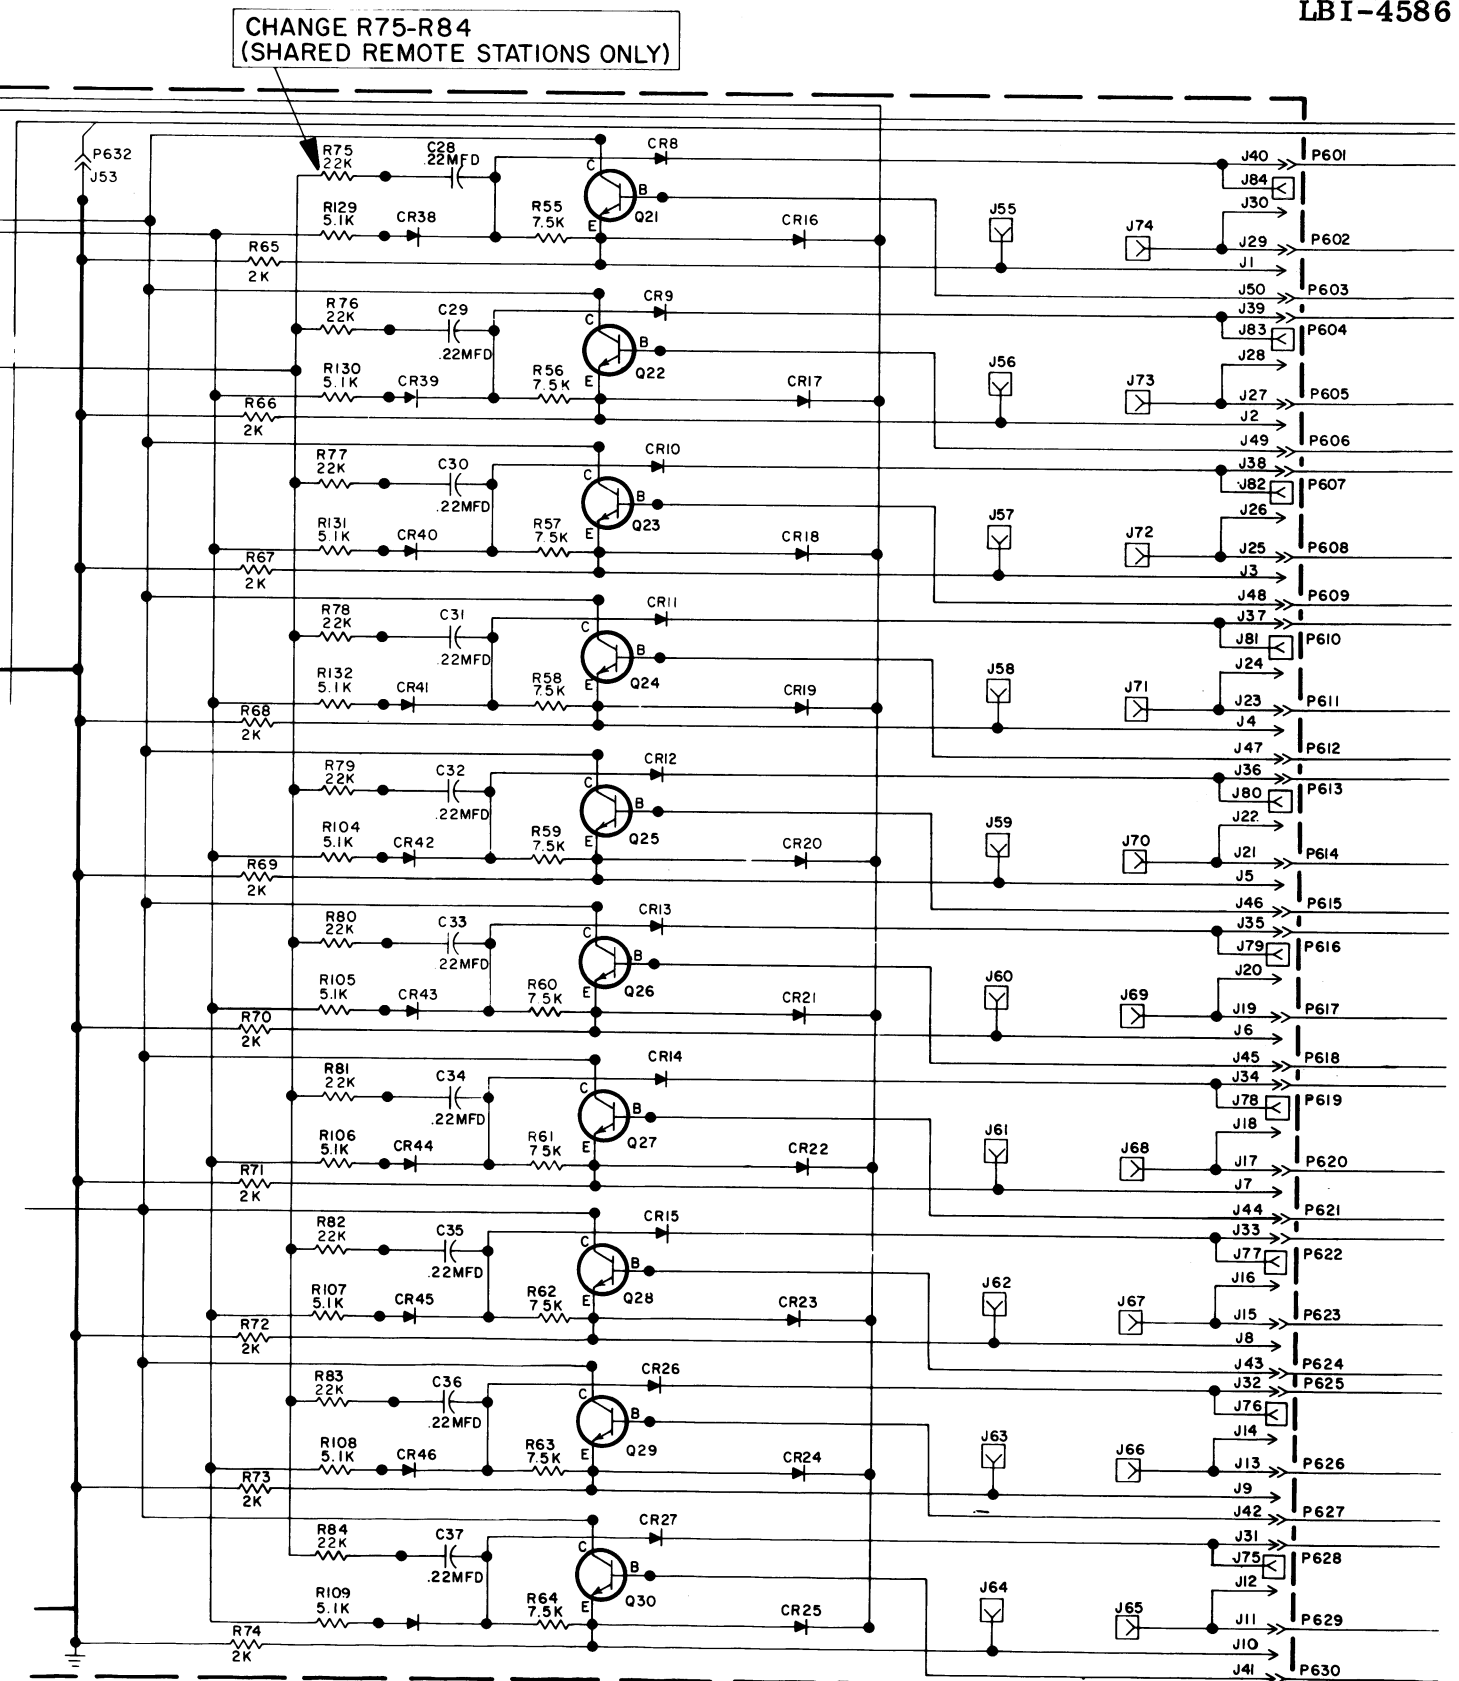 LBI-4586
CHANGE R75-R84
(SHARED REMOTE STATIONS ONLY)
P632
J53
R75
22K
C28
.22MFD
CR8
J40
P601
J84
C
B
Q21
E
J30
R129
5.1K
CR38
R55
7.5K
CR16
J55
J74
J29
P602
R65
2K
J1
J50
P603
R76
22K
C29
.22MFD
CR9
J39
J83
P604
C
B
Q22
E
J28
R130
5.1K
CR39
R56
7.5K
CR17
J56
J73
J27
P605
R66
2K
J2
J49
P606
R77
22K
C30
.22MFD
CR10
J38
J82
P607
C
B
Q23
E
J26
R131
5.1K
CR40
R57
7.5K
CR18
J57
J72
J25
P608
R67
2K
J3
J48
P609
R78
22K
C31
.22MFD
CR11
J37
J81
P610
C
B
Q24
E
J24
R132
5.1K
CR41
R58
7.5K
CR19
J58
J71
J23
P611
R68
2K
J4
J47
P612
R79
22K
C32
.22MFD
CR12
J36
J80
P613
C
B
Q25
E
J22
R104
5.1K
CR42
R59
7.5K
CR20
J59
J70
J21
P614
R69
2K
J5
J46
P615
R80
22K
C33
.22MFD
CR13
J35
J79
P616
C
B
Q26
E
J20
R105
5.1K
CR43
R60
7.5K
CR21
J60
J69
J19
P617
R70
2K
J6
J45
P618
R81
22K
C34
.22MFD
CR14
J34
J78
P619
C
B
Q27
E
J18
R106
5.1K
CR44
R61
7.5K
CR22
J61
J68
J17
P620
R71
2K
J7
J44
P621
R82
22K
C35
.22MFD
CR15
J33
J77
P622
C
B
Q28
E
J16
R107
5.1K
CR45
R62
7.5K
CR23
J62
J67
J15
P623
R72
2K
J8
J43
P624
R83
22K
C36
.22MFD
CR26
J32
P625
J76
C
B
Q29
E
J14
R108
5.1K
CR46
R63
7.5K
CR24
J63
J66
J13
P626
R73
2K
J9
J42
P627
R84
22K
C37
.22MFD
CR27
J31
J75
P628
C
B
Q30
E
J12
R109
5.1K
R64
7.5K
CR25
J64
J65
J11
P629
R74
2K
J10
J41
P630